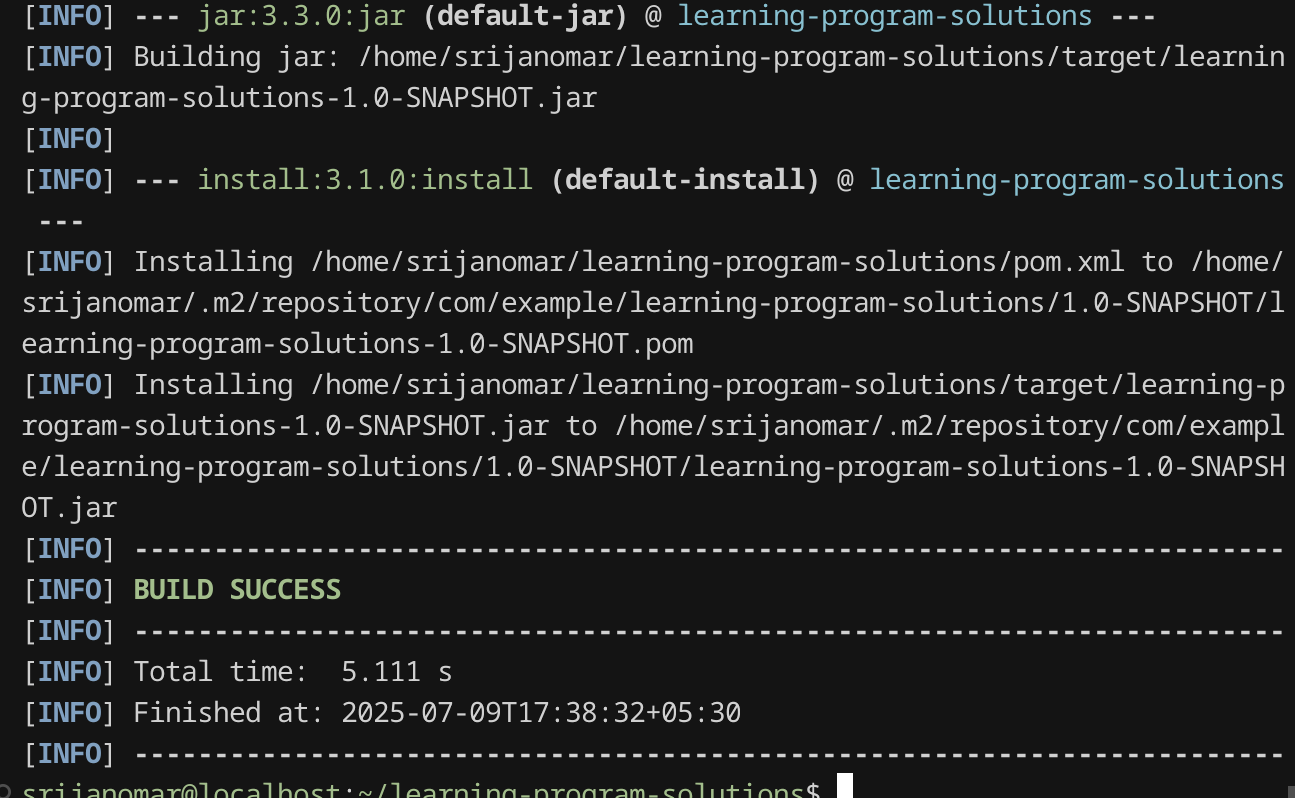 [INFO] --- jar:3.3.0:jar (default-jar) @ learning-program-solutions ---
[INFO] Building jar: /home/srijanomar/learning-program-solutions/target/learnin
g-program-solutions-1.0-SNAPSHOT.jar
[INFO]
[INFO] --- install:3.1.0:install (default-install) @ learning-program-solutions
 ---
[INFO] Installing /home/srijanomar/learning-program-solutions/pom.xml to /home/
srijanomar/.m2/repository/com/example/learning-program-solutions/1.0-SNAPSHOT/l
earning-program-solutions-1.0-SNAPSHOT.pom
[INFO] Installing /home/srijanomar/learning-program-solutions/target/learning-p
rogram-solutions-1.0-SNAPSHOT.jar to /home/srijanomar/.m2/repository/com/exampl
e/learning-program-solutions/1.0-SNAPSHOT/learning-program-solutions-1.0-SNAPSH
OT.jar
[INFO] ------------------------------------------------------------------------
[INFO] BUILD SUCCESS
[INFO] ------------------------------------------------------------------------
[INFO] Total time:  5.111 s
[INFO] Finished at: 2025-07-09T17:38:32+05:30
[INFO] ------------------------------------------------------------------------
srijanomar@localhost:~/learning-program-solutions$